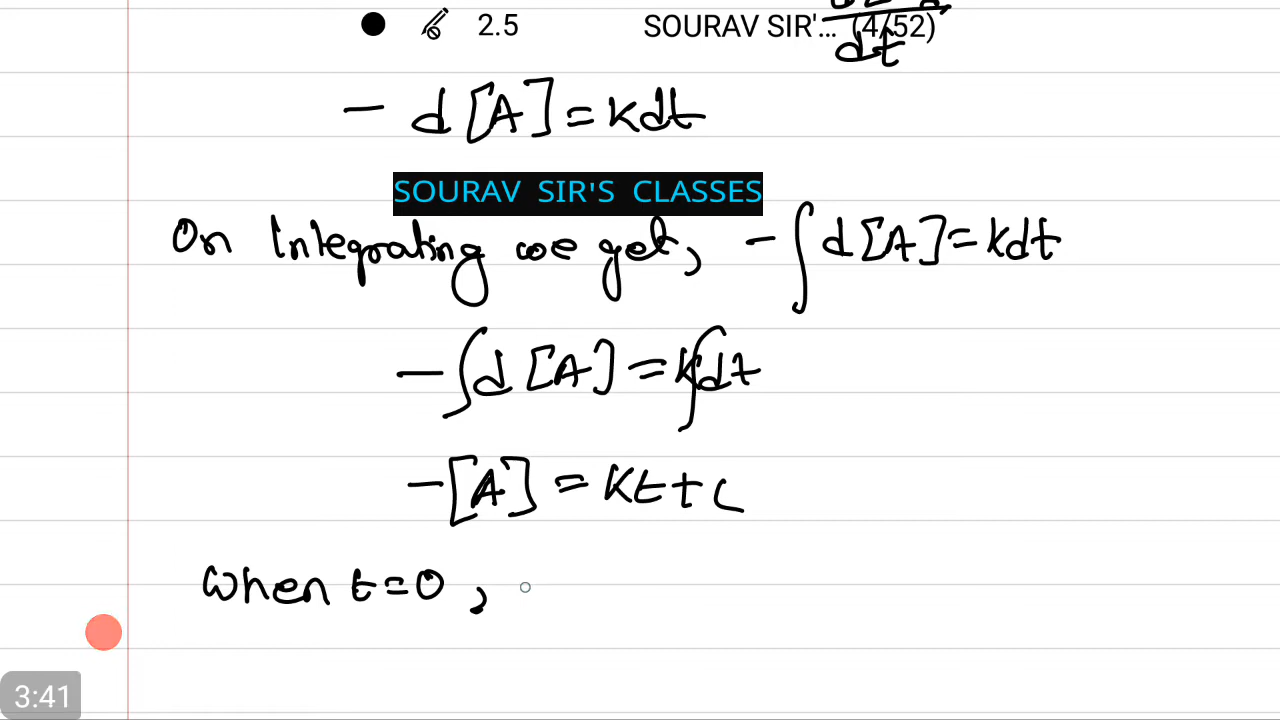 2.5 SOURAV SIR'... (4/52)
dt
- d[A] = kdt
SOURAV SIR'S CLASSES
On Integrating we get, - ∫ d[A] = kdt
- ∫ d [A] = k∫dt
- [A] = kt + c
When t = 0 ,
3:41